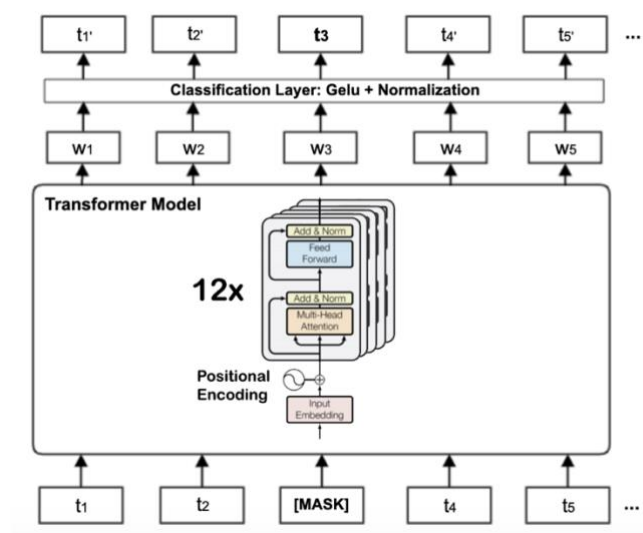 t1' t2' t3 t4' t5' ...
Classification Layer: Gelu + Normalization
W1 W2 W3 W4 W5
Transformer Model
Add & Norm
Feed
Forward
12x
Add & Norm
Multi-Head
Attention
Positional
Encoding
Input
Embedding
t1 t2 [MASK] t4 t5 ...